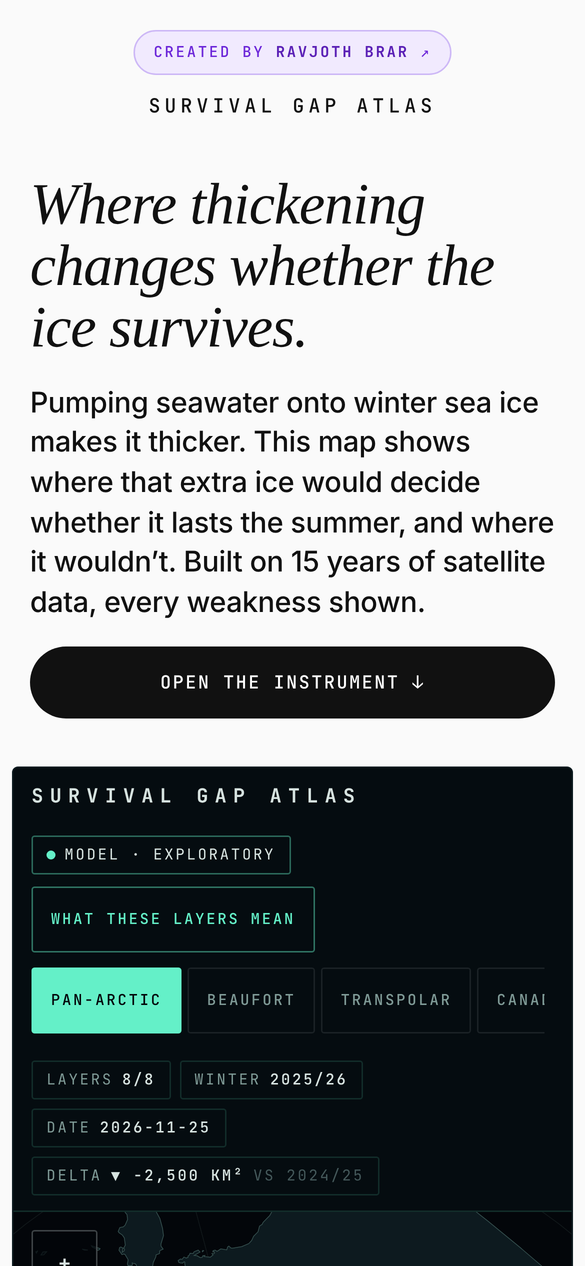 CREATED BY RAVJOTH BRAR ↗
SURVIVAL GAP ATLAS
Where thickening
changes whether the
ice survives.
Pumping seawater onto winter sea ice
makes it thicker. This map shows
where that extra ice would decide
whether it lasts the summer, and where
it wouldn’t. Built on 15 years of satellite
data, every weakness shown.
OPEN THE INSTRUMENT ↓
SURVIVAL GAP ATLAS
MODEL · EXPLORATORY
WHAT THESE LAYERS MEAN
PAN-ARCTIC BEAUFORT TRANSPOLAR
LAYERS 8/8 WINTER 2025/26
DATE 2026-11-25
DELTA ▼ -2,500 KM² VS 2024/25
+